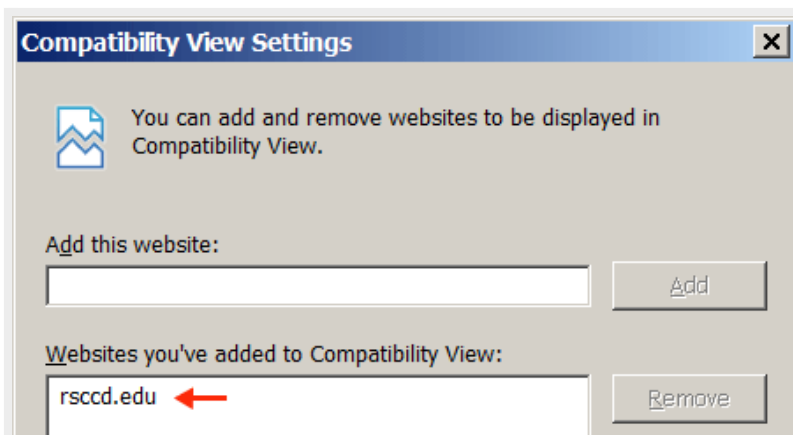 Compatibility View Settings
You can add and remove websites to be displayed in
Compatibility View.
Add this website:
Add
Websites you've added to Compatibility View:
rsccd.edu
Remove